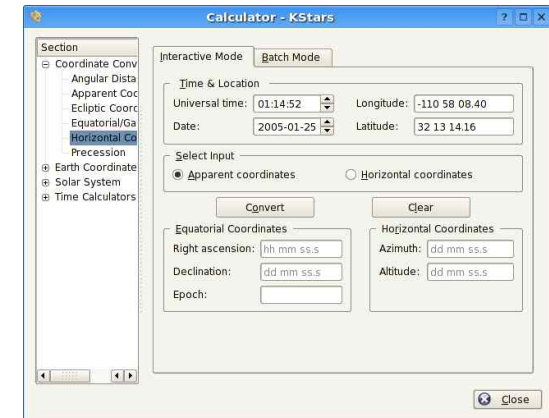 Calculator - KStars
Section
Coordinate Conv
Angular Dista
Apparent Coc
Ecliptic Coorc
Equatorial/Ga
Horizontal Co
Precession
Earth Coordinate
Solar System
Time Calculators
Interactive Mode
Batch Mode
Time & Location
Universal time: 01:14:52 Longitude: -110 58 08.40
Date: 2005-01-25 Latitude: 32 13 14.16
Select Input
Apparent coordinates Horizontal coordinates
Convert Clear
Equatorial Coordinates
Right ascension: hh mm ss.s
Declination: dd mm ss.s
Epoch:
Horizontal Coordinates
Azimuth: dd mm ss.s
Altitude: dd mm ss.s
Close